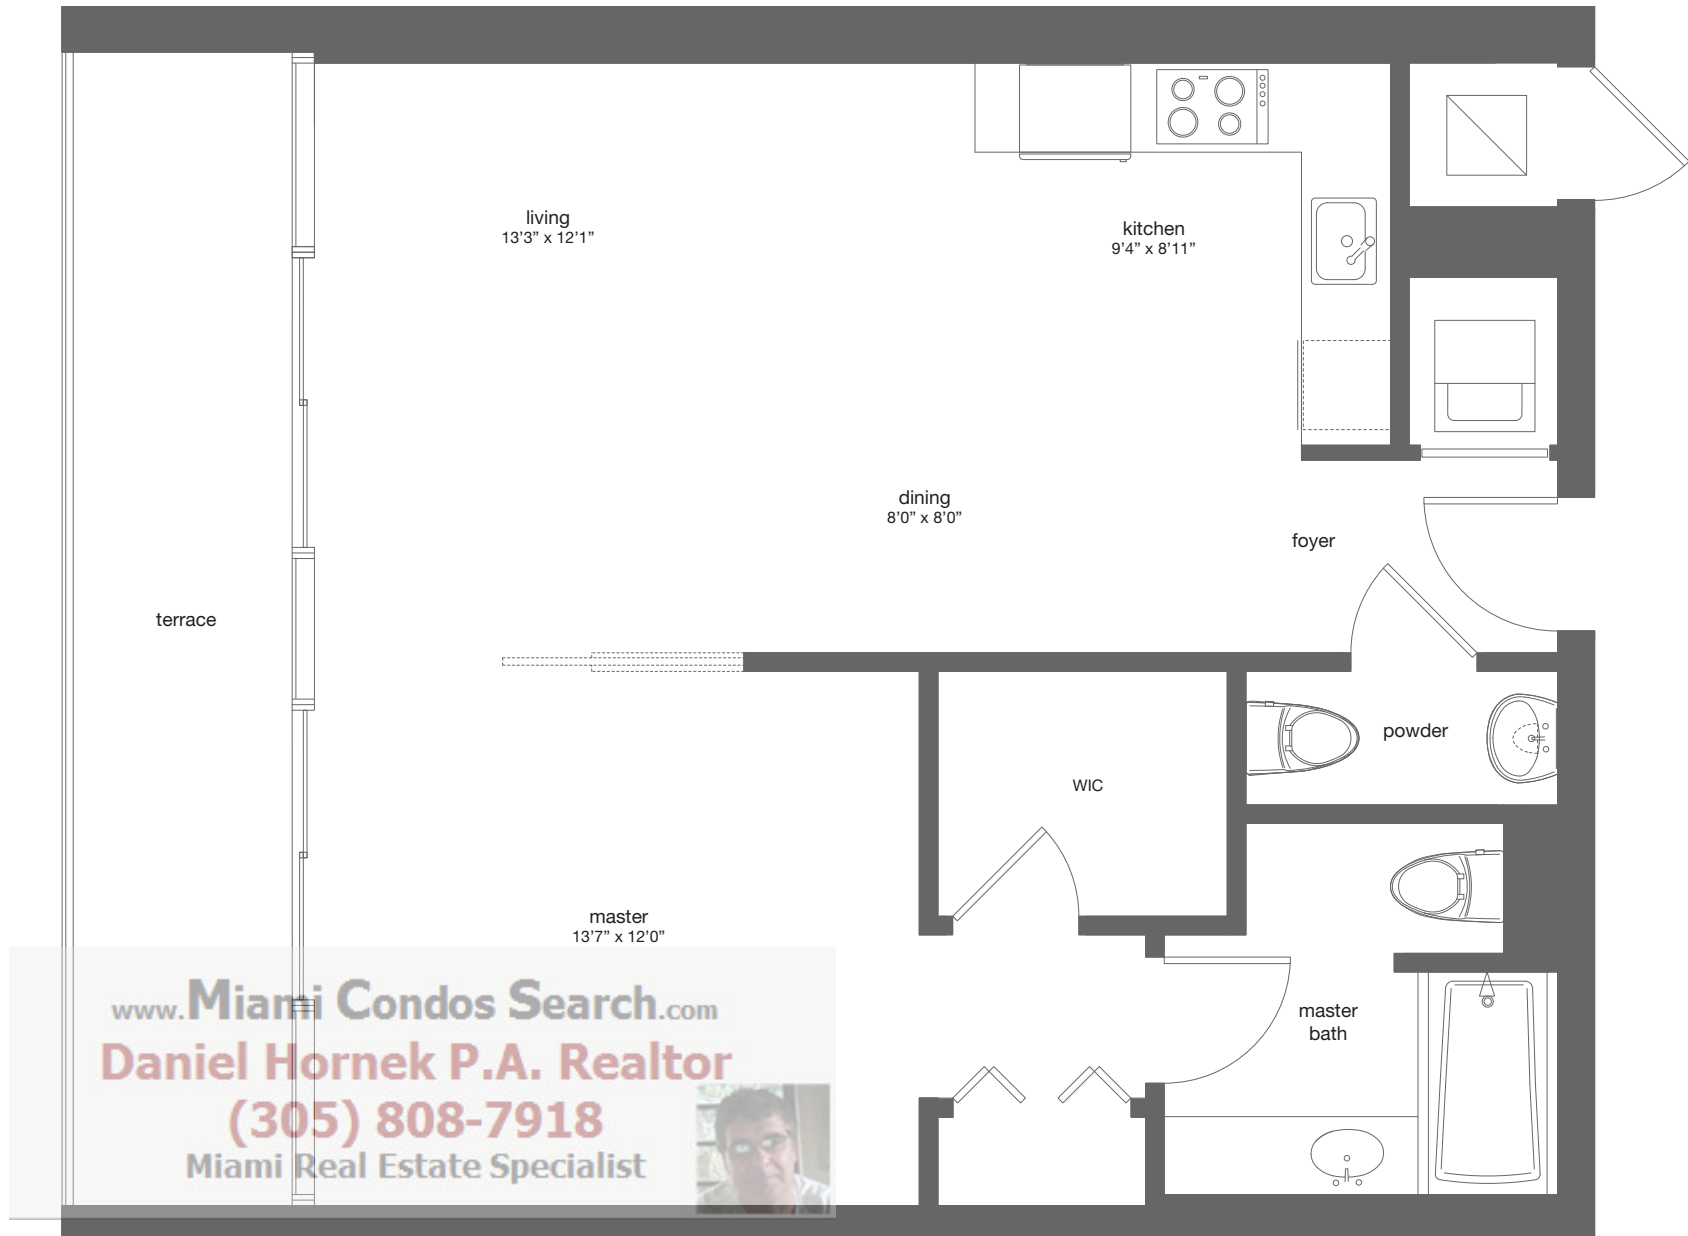 living
13’3” x 12’1”
kitchen
9’4” x 8’11”
dining
8’0” x 8’0”
foyer
terrace
powder
WIC
master
13’7” x 12’0”
master
bath
www.Miami Condos Search.com
Daniel Hornek P.A. Realtor
(305) 808-7918
Miami Real Estate Specialist